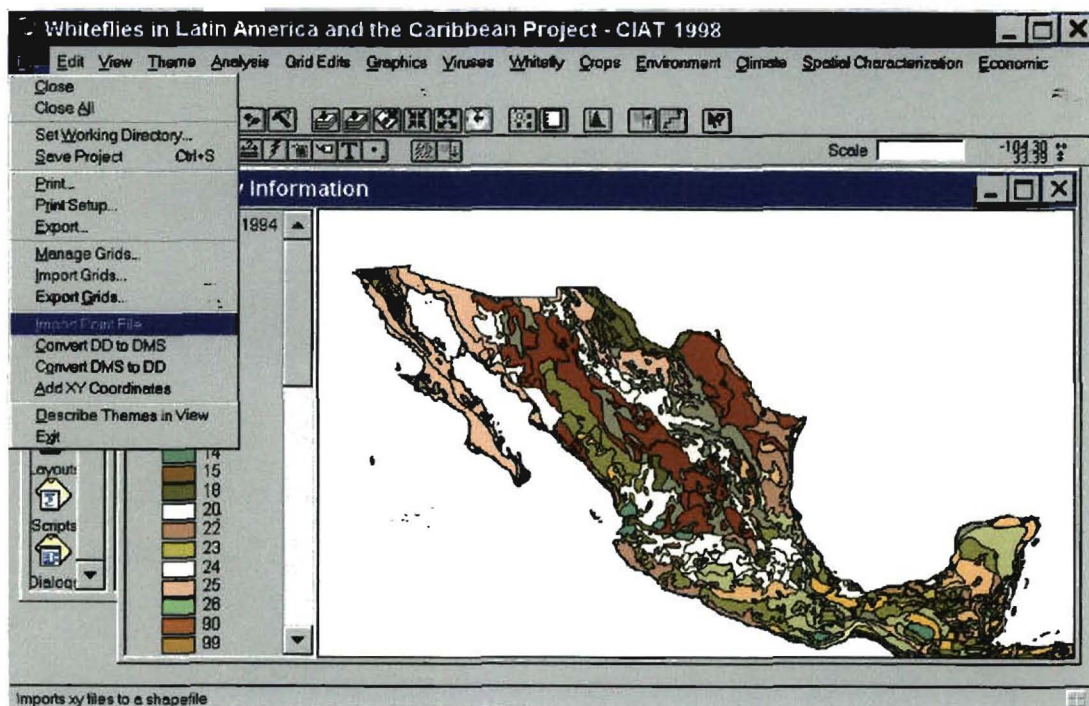 Whiteflies in Latin America and the Caribbean Project - CIAT 1998
Edit View Theme Analysis Grid Edits Graphics Viruses Whitefly Crops Environment Climate Spatial Characterization Economic
Close
Close All
Set Working Directory...
Save Project Ctrl+S
Print...
Print Setup...
Export...
Manage Grids...
Import Grids...
Export Grids...
Import Point File
Convert DD to DMS
Convert DMS to DD
Add XY Coordinates
Describe Themes in View
Exit
Scale
-104.30
33.39
Information
1994
14
15
18
20
22
23
24
25
26
90
99
Layouts
Scripts
Dialogs
Imports xy files to a shapefile